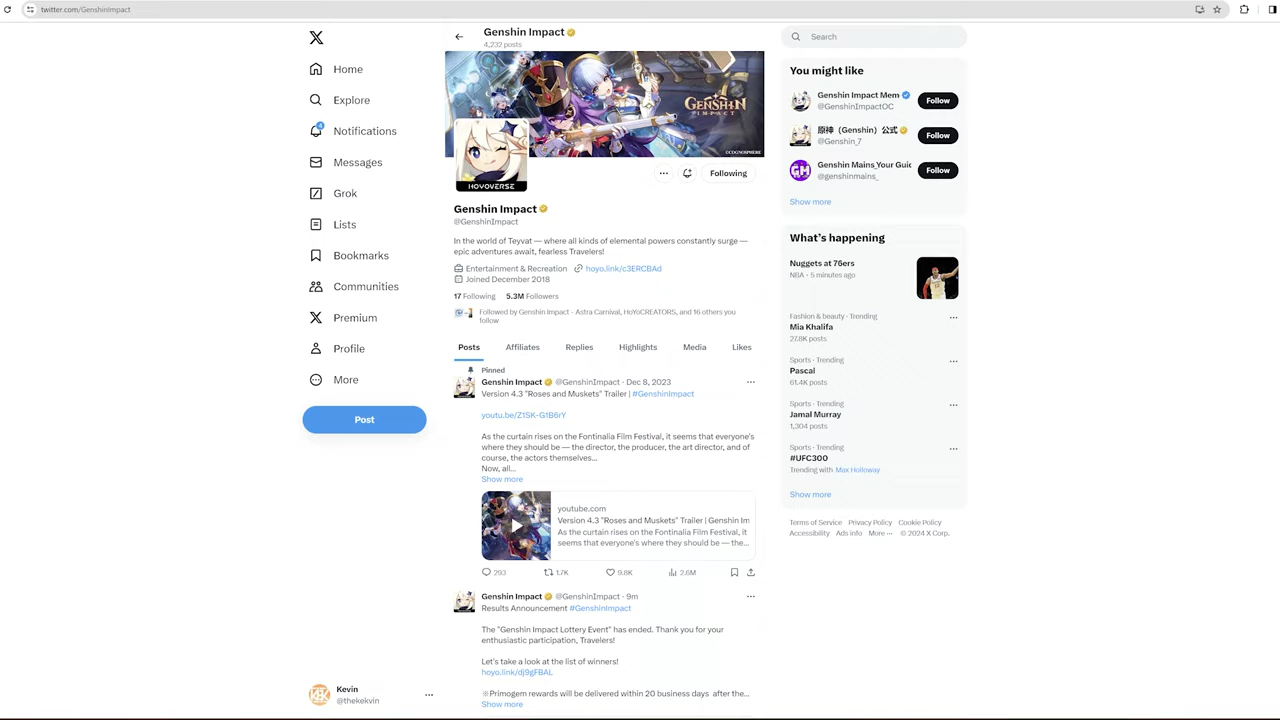 twitter.com/GenshinImpact
Home
Explore
4
Notifications
Messages
Grok
Lists
Bookmarks
Communities
Premium
Profile
More
Post
Kevin
@thekekvin
Genshin Impact
4,232 posts
GENSHIN
IMPACT
©COGNOSPHERE
HOYOVERSE
Following
Genshin Impact
@GenshinImpact
In the world of Teyvat — where all kinds of elemental powers constantly surge —
epic adventures await, fearless Travelers!
Entertainment & Recreation hoyo.link/c3ERCBAd
Joined December 2018
17 Following 5.3M Followers
Followed by Genshin Impact - Astra Carnival, HoYoCREATORS, and 16 others you
follow
Posts Affiliates Replies Highlights Media Likes
Pinned
Genshin Impact @GenshinImpact · Dec 8, 2023
Version 4.3 "Roses and Muskets" Trailer | #GenshinImpact
youtu.be/Z1SK-G1B6rY
As the curtain rises on the Fontinalia Film Festival, it seems that everyone's
where they should be — the director, the producer, the art director, and of
course, the actors themselves...
Now, all...
Show more
youtube.com
Version 4.3 "Roses and Muskets" Trailer | Genshin Im
As the curtain rises on the Fontinalia Film Festival, it
seems that everyone's where they should be — the...
293 1.7K 9.8K 2.6M
Genshin Impact @GenshinImpact · 9m
Results Announcement #GenshinImpact
The "Genshin Impact Lottery Event" has ended. Thank you for your
enthusiastic participation, Travelers!
Let's take a look at the list of winners!
hoyo.link/dj9gFBAL
※Primogem rewards will be delivered within 20 business days after the...
Show more
Search
You might like
Genshin Impact Mem
@GenshinImpactOC
Follow
原神（Genshin）公式
@Genshin_7
Follow
GM
Genshin Mains_Your Guid
@genshinmains_
Follow
Show more
What's happening
Nuggets at 76ers
NBA · 5 minutes ago
Fashion & beauty · Trending
Mia Khalifa
27.8K posts
Sports · Trending
Pascal
61.4K posts
Sports · Trending
Jamal Murray
1,304 posts
Sports · Trending
#UFC300
Trending with Max Holloway
Show more
Terms of Service Privacy Policy Cookie Policy
Accessibility Ads info More ··· © 2024 X Corp.